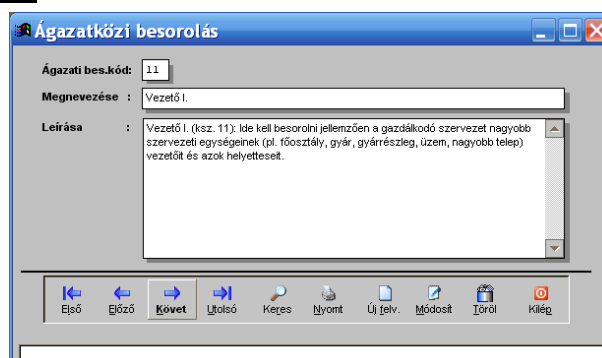 Ágazatközi besorolás
Ágazati bes.kód: 11
Megnevezése : Vezető I.
Leírása : Vezető I. (ksz. 11): Ide kell besorolni jellemzően a gazdálkodó szervezet nagyobb
szervezeti egységeinek (pl. főosztály, gyár, gyárrészleg, üzem, nagyobb telep)
vezetőit és azok helyetteseit.
Első Előző Követ Utolsó Keres Nyomt Új felv. Módosít Töröl Kilép